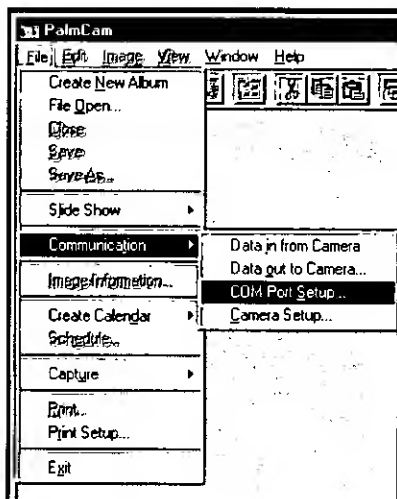 PalmCam
File Edit Image View Window Help
Create New Album
File Open...
Close
Save
Save As...
Slide Show
Communication
Data in from Camera
Data out to Camera...
COM Port Setup...
Camera Setup...
Image Information...
Create Calendar
Schedule...
Capture
Print...
Print Setup...
Exit